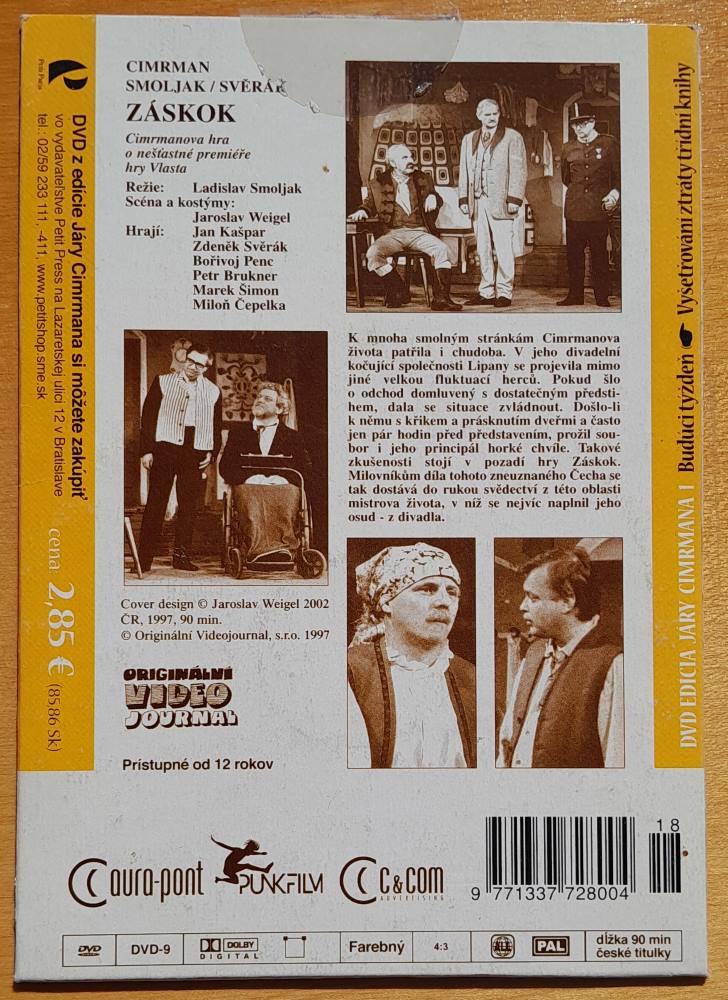 CIMRMAN
SMOLJAK / SVĚRÁK
ZÁSKOK
Cimrmanova hra
o nešťastné premiéře
hry Vlasta
Režie: Ladislav Smoljak
Scéna a kostýmy:
Jaroslav Weigel
Hrají: Jan Kašpar
Zdeněk Svěrák
Bořivoj Penc
Petr Brukner
Marek Šimon
Miloň Čepelka
K mnoha smolným stránkám Cimrmanova
života patřila i chudoba. V jeho divadelní
kočující společnosti Lipany se projevila mimo
jiné velkou fluktuací herců. Pokud šlo
o odchod domluvený s dostatečným předsti-
hem, dala se situace zvládnout. Došlo-li
k němu s křikem a prásknutím dveřmi a často
jen pár hodin před představením, prožil sou-
bor i jeho principál horké chvíle. Takové
zkušenosti stojí v pozadí hry Záskok.
Milovníkům díla tohoto zneuznaného Čecha se
tak dostává do rukou svědectví z této oblasti
mistrova života, v níž se nejvíc naplnil jeho
osud - z divadla.
Cover design © Jaroslav Weigel 2002
ČR, 1997, 90 min.
© Originální Videojournal, s.r.o. 1997
ORIGINÁLNÍ
VIDEO
JOURNAL
Prístupné od 12 rokov
Petit Press
DVD z edície Járy Cimrmana si môžete zakúpiť
vo vydavateľstve Petit Press na Lazaretskej ulici 12 v Bratislave
tel.: 02/59 233 111, -411, www.petitshop.sme.sk
cena 2,85 € (85,86 Sk)
DVD EDÍCIA JÁRY CIMRMANA I Budúci týždeň Vyšetřování ztráty třídní knihy
aura-pont
PUNKFILM
C&COM
ADVERTISING
9 771337 728004
18
DVD
DVD-9
DOLBY
DIGITAL
Farebný
4:3
ALL
PAL
dĺžka 90 min
české titulky